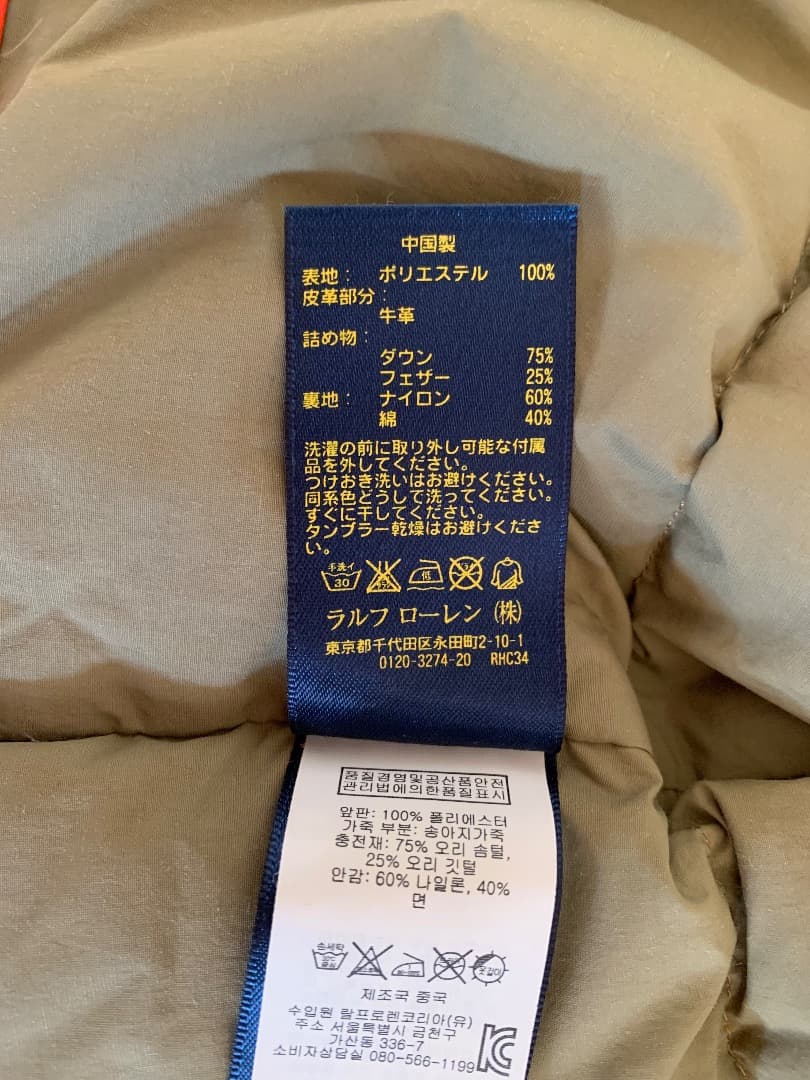 中国製
表地: ポリエステル 100%
皮革部分:
牛革
詰め物:
ダウン 75%
フェザー 25%
裏地: ナイロン 60%
綿 40%
洗濯の前に取り外し可能な付属
品を外してください。
つけおき洗いはお避けください。
同系色どうしで洗ってください。
すぐに干してください。
タンブラー乾燥はお避けくださ
い。
手洗イ 30 低
ラルフ ローレン (株)
東京都千代田区永田町2-10-1
0120-3274-20 RHC34
품질경영및공산품안전
관리법에의한품질표시
앞판: 100% 폴리에스터
가죽 부분: 송아지가죽
충전재: 75% 오리 솜털,
25% 오리 깃털
안감: 60% 나일론, 40%
면
손세탁 옷걸이
제조국 중국
수입원 랄프로렌코리아(유)
주소 서울특별시 금천구
가산동 336-7
소비자상담실 080-566-1199